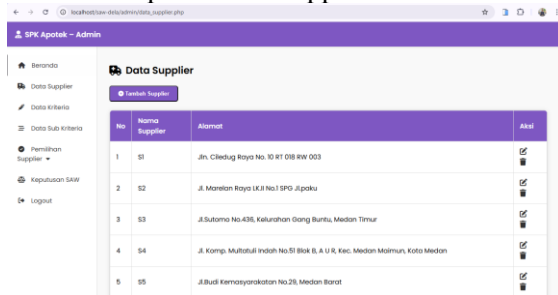 localhost/saw-dela/admin/data_supplier.php
SPK Apotek - Admin
Beranda
Data Supplier
Data Kriteria
Data Sub Kriteria
Pemilihan
Supplier
Keputusan SAW
Logout
Data Supplier
Tambah Supplier
No Nama Supplier Alamat Aksi
1 S1 Jln. Ciledug Raya No. 10 RT 018 RW 003
2 S2 Jl. Marelan Raya LK.II No.1 SPG Jl.paku
3 S3 Jl.Sutomo No.438, Kelurahan Gang Buntu, Medan Timur
4 S4 Jl. Komp. Multatuli Indah No.51 Blok B, A U R, Kec. Medan Maimun, Kota Medan
5 S5 Jl.Budi Kemasyarakatan No.29, Medan Barat